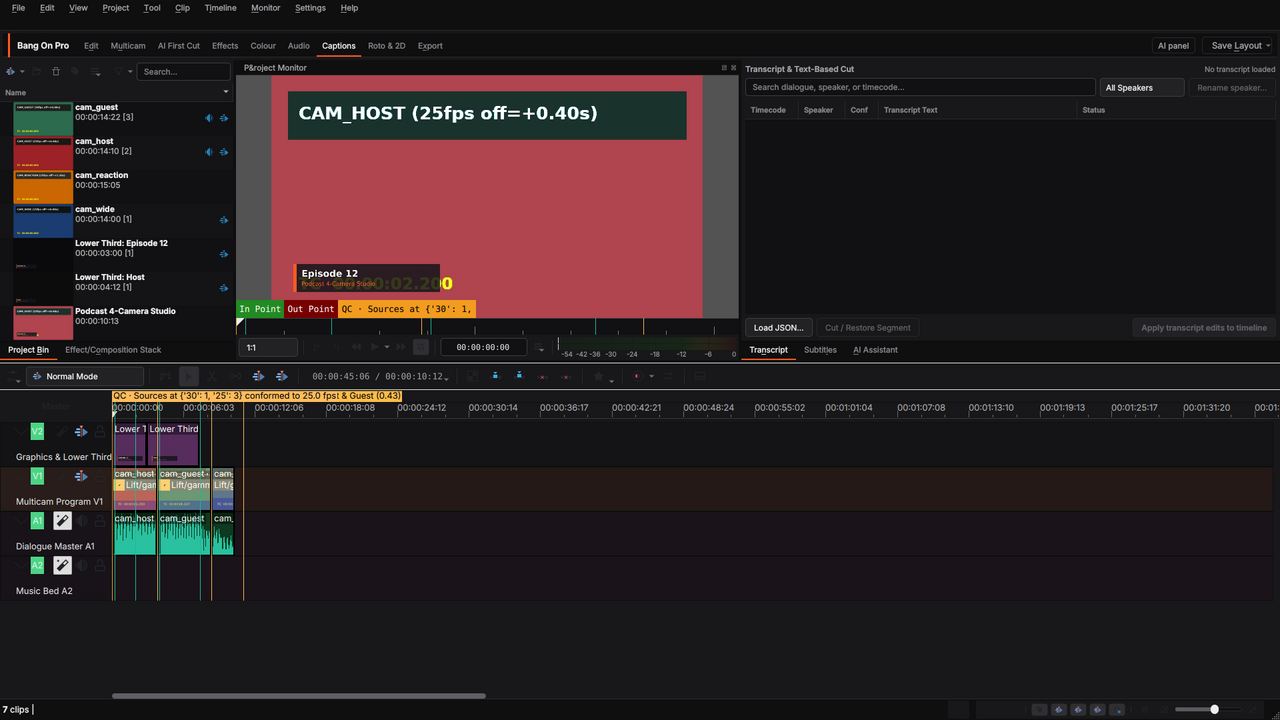 File Edit View Project Tool Clip Timeline Monitor Settings Help
Bang On Pro Edit Multicam AI First Cut Effects Colour Audio Captions Roto & 2D Export AI panel Save Layout
Search...
Name
cam_guest
00:00:14:22 [3]
cam_host
00:00:14:10 [2]
cam_reaction
00:00:15:05
cam_wide
00:00:14:00 [1]
Lower Third: Episode 12
00:00:03:00 [1]
Lower Third: Host
00:00:04:12 [1]
Podcast 4-Camera Studio
00:00:10:13
Project Bin Effect/Composition Stack
P&roject Monitor
CAM_HOST (25fps off=+0.40s)
Episode 12
Podcast 4-Camera Studio
In Point Out Point QC · Sources at {'30': 1,
1:1 00:00:00:00 -54 -42 -36 -30 -24 -18 -12 -6 0
Transcript & Text-Based Cut No transcript loaded
Search dialogue, speaker, or timecode... All Speakers Rename speaker...
Timecode Speaker Conf Transcript Text Status
Load JSON... Cut / Restore Segment Apply transcript edits to timeline
Transcript Subtitles AI Assistant
Normal Mode 00:00:45:06 / 00:00:10:12
QC · Sources at {'30': 1, '25': 3} conformed to 25.0 fps! & Guest (0.43)
Master 00:00:00:00 00:00:06:03 00:00:12:06 00:00:18:08 00:00:24:12 00:00:30:14 00:00:36:17 00:00:42:21 00:00:48:24 00:00:55:02 00:01:01:04 00:01:07:08 00:01:13:10 00:01:19:13 00:01:25:17 00:01:31:20
V2 Lower T Lower Third
Graphics & Lower Third
V1 cam_host cam_guest cam_
Lift/gam Lift/gamm Lift/g
Multicam Program V1
A1 cam_host cam_guest cam_
Dialogue Master A1
A2
Music Bed A2
7 clips